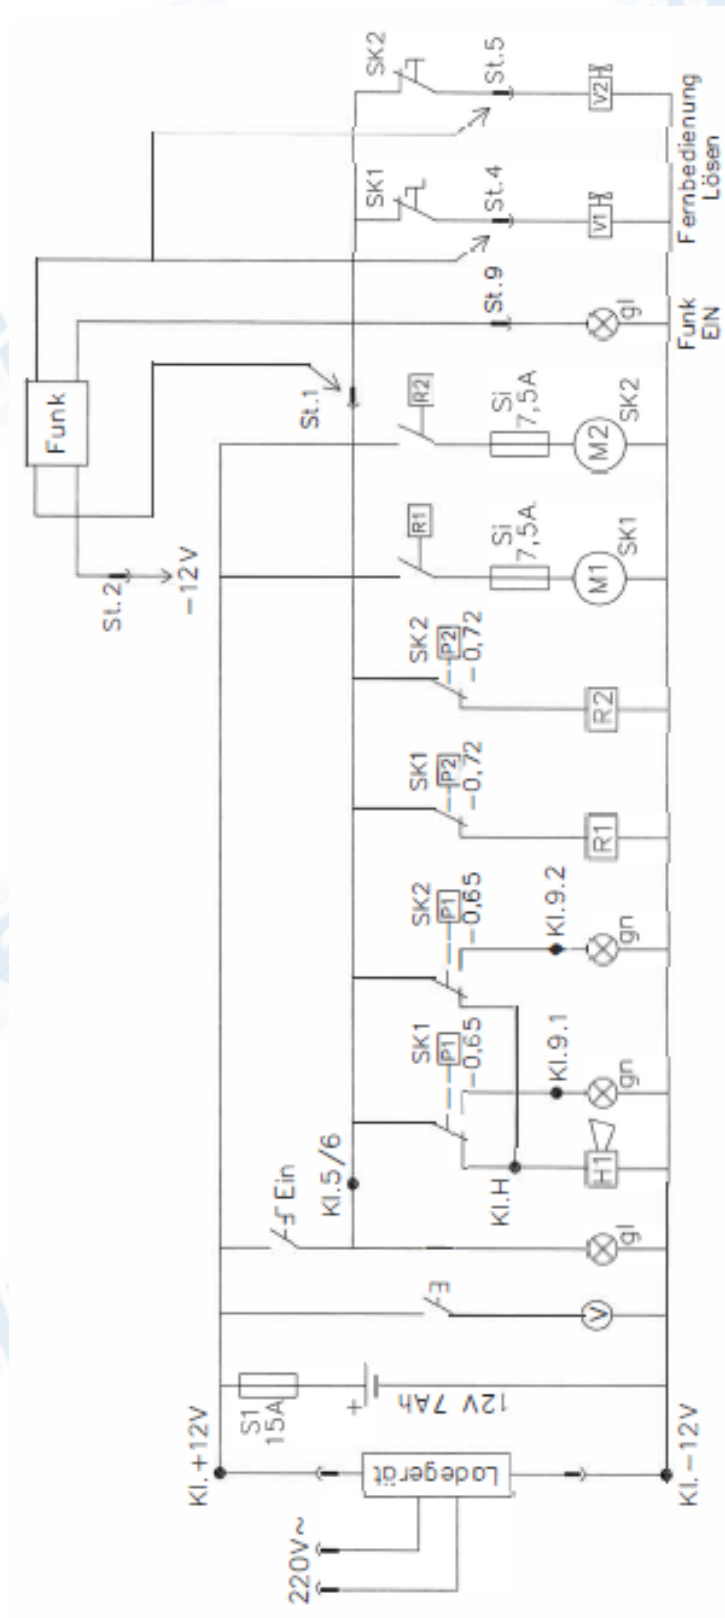 220V~
Kl.+12V
Ladegerät
Kl.-12V
S1
15A
+
12V 7Ah
V
Ein
gl
Kl.5/6
Kl.H
H1
SK1
P1
-0,65
Kl.9.1
gn
SK2
P1
-0,65
Kl.9.2
gn
SK1
P2
-0,72
R1
SK2
P2
-0,72
R2
St.2
-12V
Funk
R1
Si
7,5A
M1
SK1
R2
Si
7,5A
M2
SK2
St.1
St.9
gl
Funk
EIN
SK1
St.4
V1
SK2
St.5
V2
Fernbedienung
Lösen